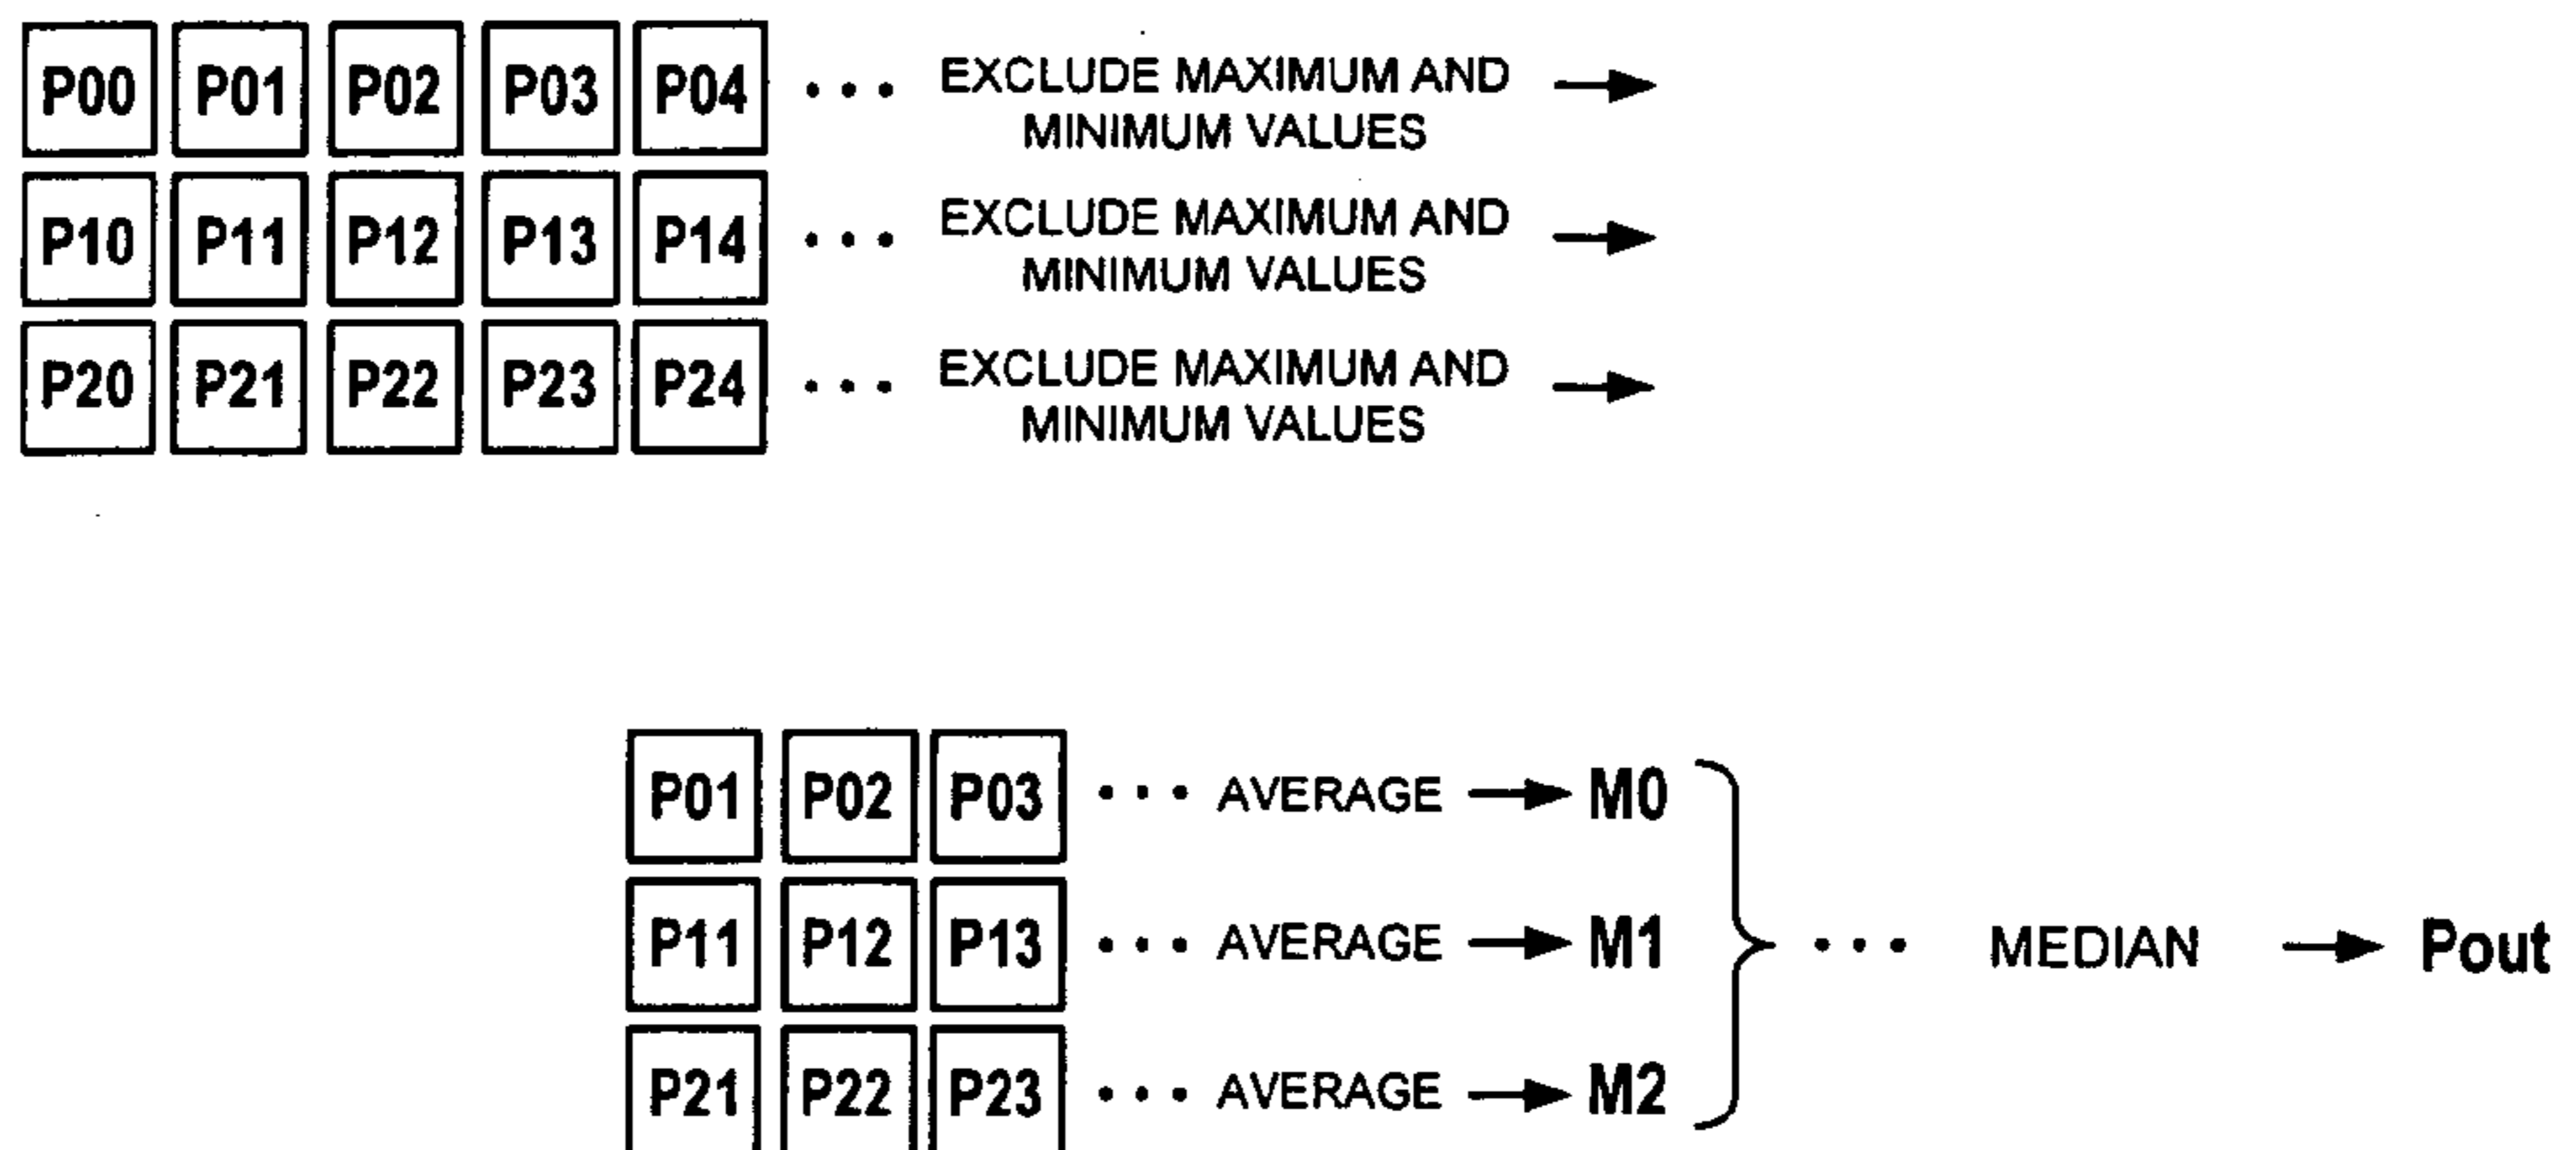 P00 P01 P02 P03 P04 ... EXCLUDE MAXIMUM AND
MINIMUM VALUES
P10 P11 P12 P13 P14 ... EXCLUDE MAXIMUM AND
MINIMUM VALUES
P20 P21 P22 P23 P24 ... EXCLUDE MAXIMUM AND
MINIMUM VALUES
P01 P02 P03 ... AVERAGE → M0
P11 P12 P13 ... AVERAGE → M1
... MEDIAN → Pout
P21 P22 P23 ... AVERAGE → M2